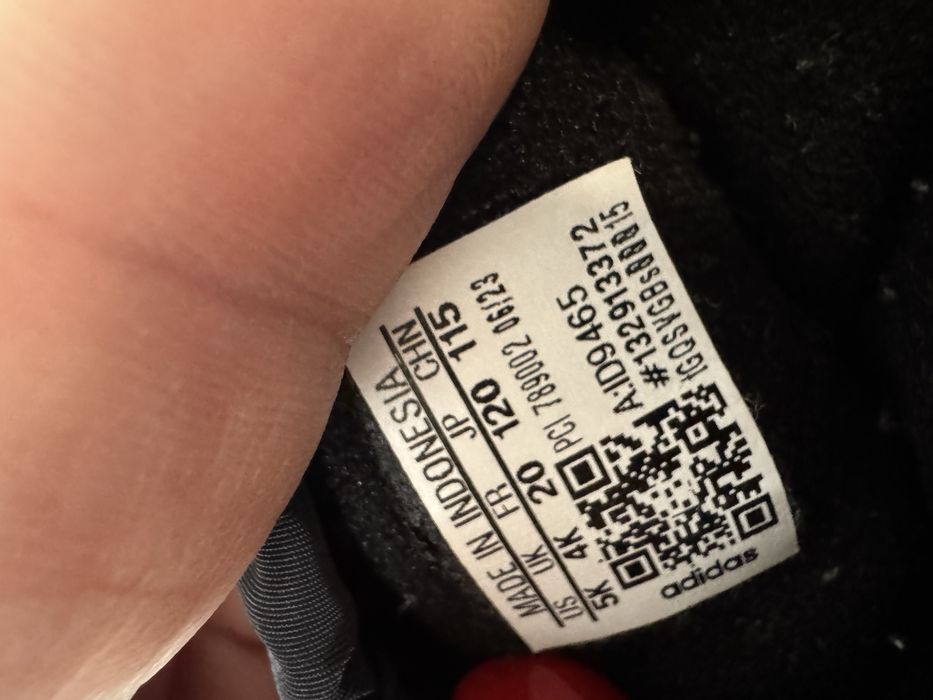 MADE IN INDONESIA
US UK FR JP CHN
5K 4K 20 120 115
PCI 789002 06/23
A:ID9465
#132913372
adidas